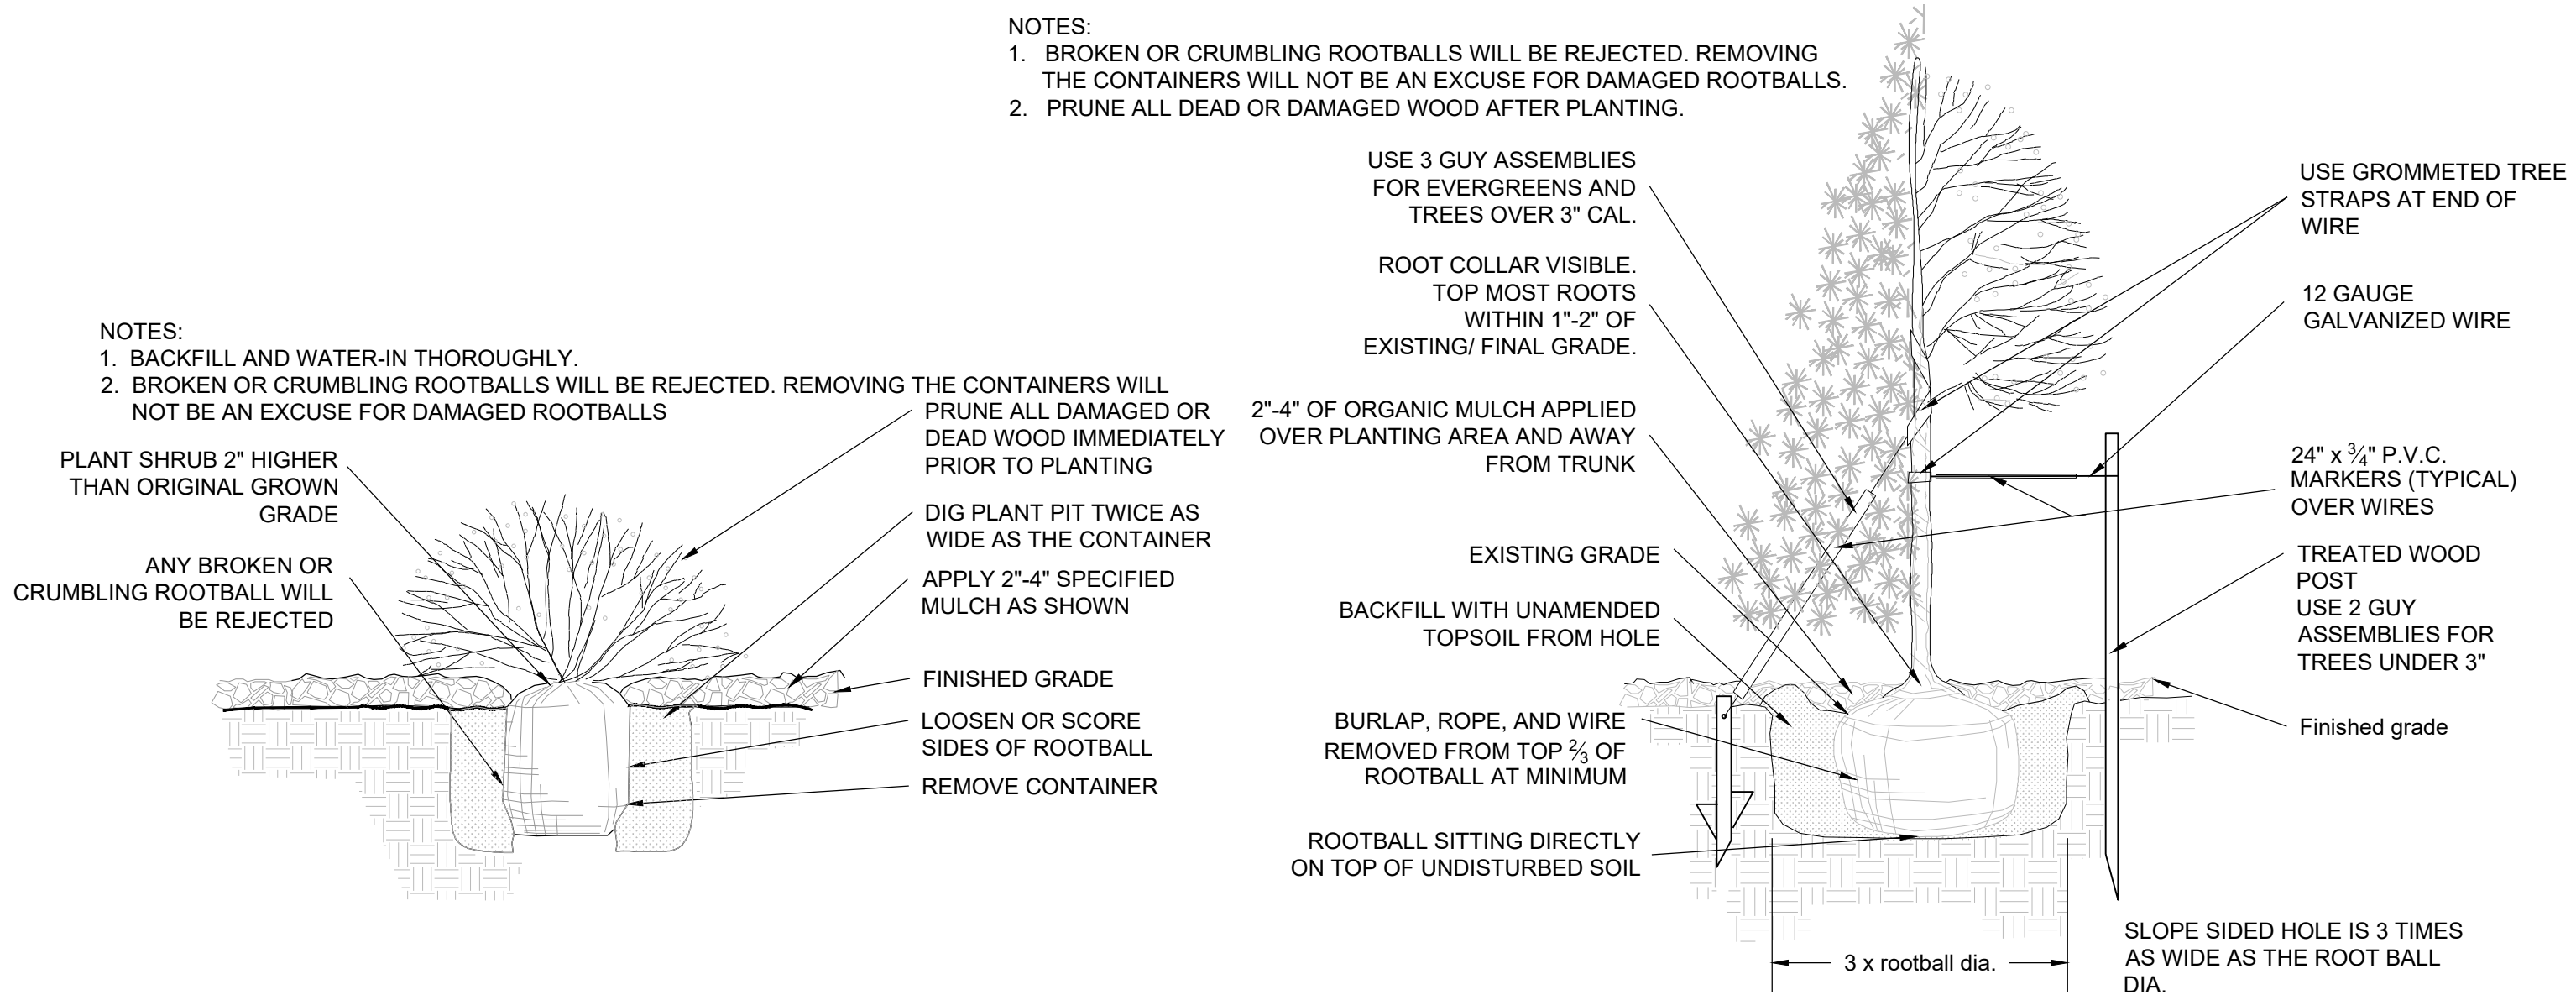 NOTES:
1. BACKFILL AND WATER-IN THOROUGHLY.
2. BROKEN OR CRUMBLING ROOTBALLS WILL BE REJECTED. REMOVING THE CONTAINERS WILL
NOT BE AN EXCUSE FOR DAMAGED ROOTBALLS
PLANT SHRUB 2" HIGHER
THAN ORIGINAL GROWN
GRADE
ANY BROKEN OR
CRUMBLING ROOTBALL WILL
BE REJECTED
PRUNE ALL DAMAGED OR
DEAD WOOD IMMEDIATELY
PRIOR TO PLANTING
DIG PLANT PIT TWICE AS
WIDE AS THE CONTAINER
APPLY 2"-4" SPECIFIED
MULCH AS SHOWN
FINISHED GRADE
LOOSEN OR SCORE
SIDES OF ROOTBALL
REMOVE CONTAINER
NOTES:
1. BROKEN OR CRUMBLING ROOTBALLS WILL BE REJECTED. REMOVING
THE CONTAINERS WILL NOT BE AN EXCUSE FOR DAMAGED ROOTBALLS.
2. PRUNE ALL DEAD OR DAMAGED WOOD AFTER PLANTING.
USE 3 GUY ASSEMBLIES
FOR EVERGREENS AND
TREES OVER 3" CAL.
ROOT COLLAR VISIBLE.
TOP MOST ROOTS
WITHIN 1"-2" OF
EXISTING/ FINAL GRADE.
2"-4" OF ORGANIC MULCH APPLIED
OVER PLANTING AREA AND AWAY
FROM TRUNK
EXISTING GRADE
BACKFILL WITH UNAMENDED
TOPSOIL FROM HOLE
BURLAP, ROPE, AND WIRE
REMOVED FROM TOP ⅔ OF
ROOTBALL AT MINIMUM
ROOTBALL SITTING DIRECTLY
ON TOP OF UNDISTURBED SOIL
USE GROMMETED TREE
STRAPS AT END OF
WIRE
12 GAUGE
GALVANIZED WIRE
24" x ¾" P.V.C.
MARKERS (TYPICAL)
OVER WIRES
TREATED WOOD
POST
USE 2 GUY
ASSEMBLIES FOR
TREES UNDER 3"
Finished grade
SLOPE SIDED HOLE IS 3 TIMES
AS WIDE AS THE ROOT BALL
DIA.
3 x rootball dia.